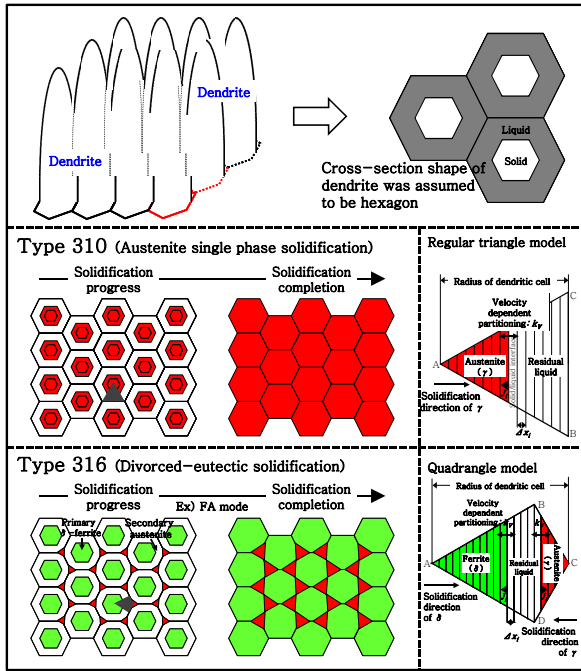 Dendrite
Dendrite
Liquid
Solid
Cross-section shape of
dendrite was assumed
to be hexagon
Type 310 (Austenite single phase solidification)
Solidification
progress
Solidification
completion
Regular triangle model
Radius of dendritic cell
Velocity
dependent
partitioning: kv
C
A
B
Austenite
(γ)
Solid/liquid interface
Residual
liquid
Solidification
direction of γ
Δxi
Type 316 (Divorced-eutectic solidification)
Solidification
progress
Ex) FA mode
Solidification
completion
Primary
δ-ferrite
Secondary
austenite
Quadrangle model
Radius of dendritic cell
Velocity
dependent
partitioning: kv
k
B
A
C
D
Ferrite
(δ)
Residual
liquid
Austenite
(γ)
Solidification
direction
of δ
Δxi
Solidification
direction of γ